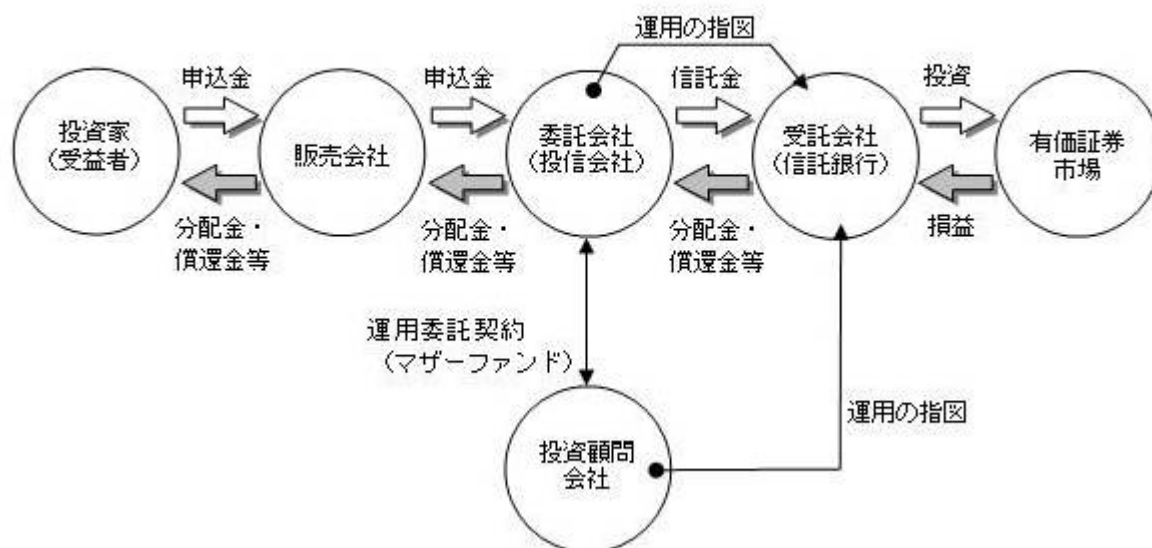 運用の指図
申込金
申込金
信託金
投資
投資家
（受益者）
販売会社
委託会社
（投信会社）
受託会社
（信託銀行）
有価証券
市場
分配金・
償還金等
分配金・
償還金等
分配金・
償還金等
損益
運用委託契約
（マザーファンド）
運用の指図
投資顧問
会社